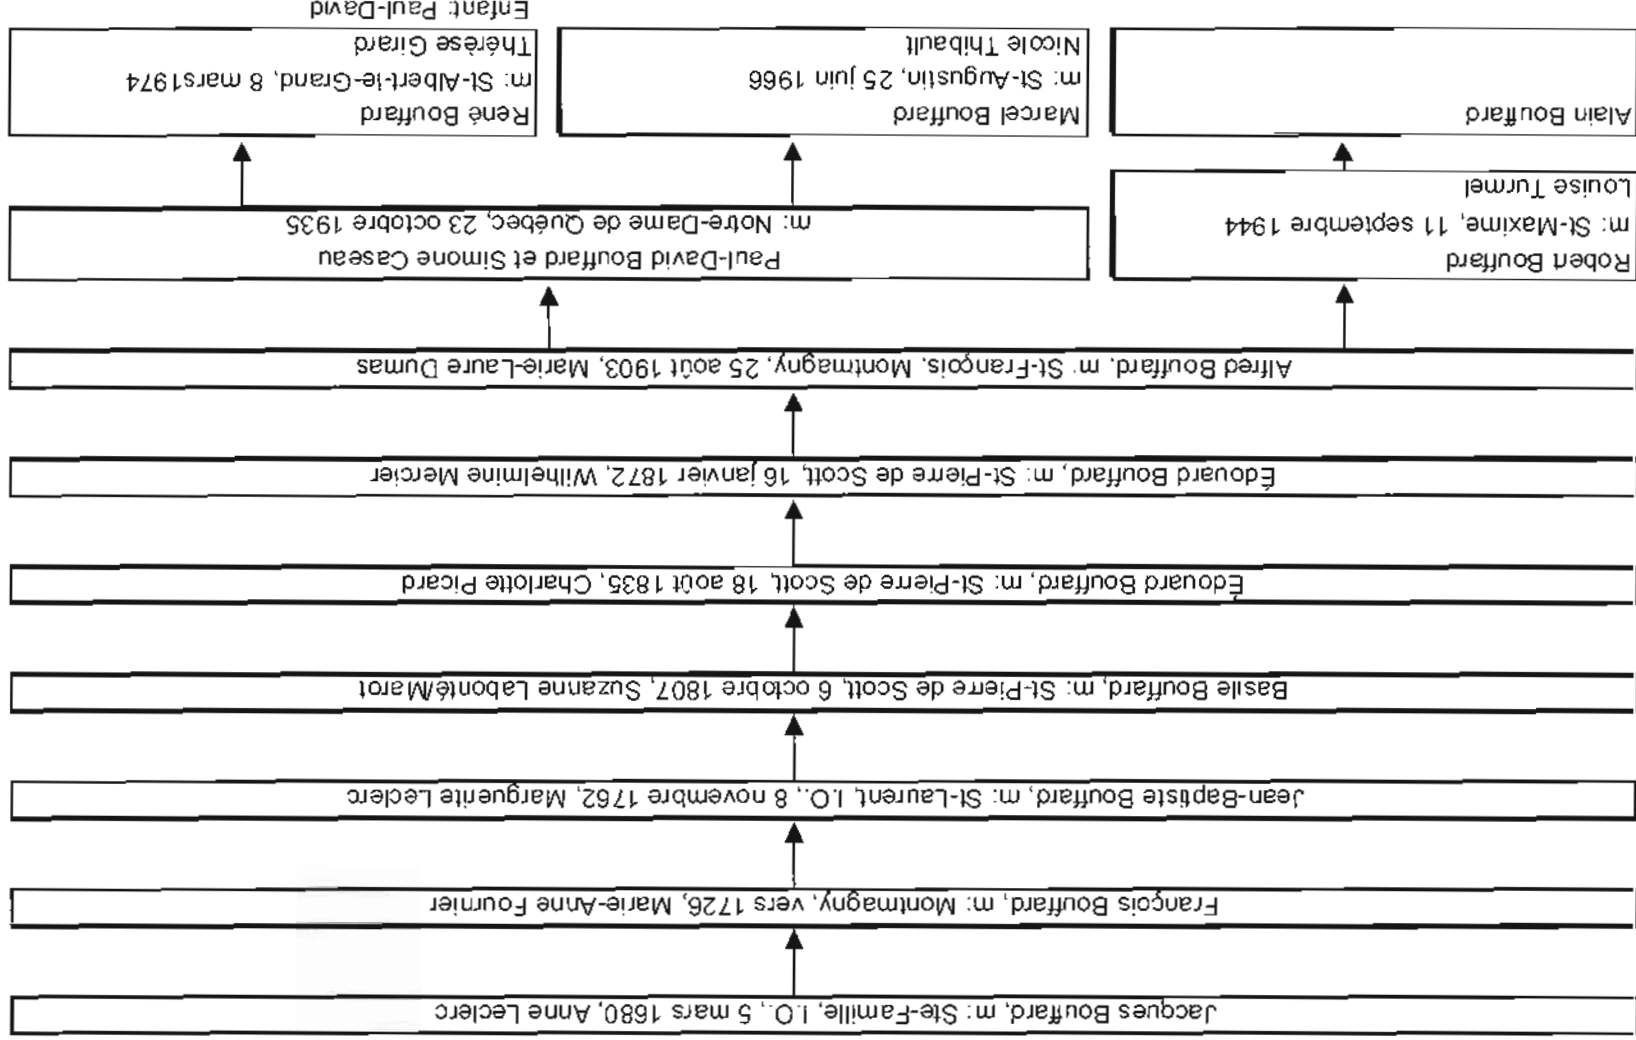 Jacques Bouffard, m: Ste-Famille, I.O., 5 mars 1680, Anne Leclerc
François Bouffard, m: Montmagny, vers 1726, Marie-Anne Fournier
Jean-Baptiste Bouffard, m: St-Laurent, I.O., 8 novembre 1762, Marguerite Leclerc
Basile Bouffard, m: St-Pierre de Scott, 6 octobre 1807, Suzanne Labonté/Marot
Édouard Bouffard, m: St-Pierre de Scott, 18 août 1835, Charlotte Picard
Édouard Bouffard, m: St-Pierre de Scott, 16 janvier 1872, Wilhelmine Mercier
Alfred Bouffard, m: St-François, Montmagny, 25 août 1903, Marie-Laure Dumas
Robert Bouffard
m: St-Maxime, 11 septembre 1944
Louise Turmel
Paul-David Bouffard et Simone Caseau
m: Notre-Dame de Québec, 23 octobre 1935
Alain Bouffard
Marcel Bouffard
m: St-Augustin, 25 juin 1966
Nicole Thibault
René Bouffard
m: St-Albert-le-Grand, 8 mars1974
Thérèse Girard
Enfant: Paul-David